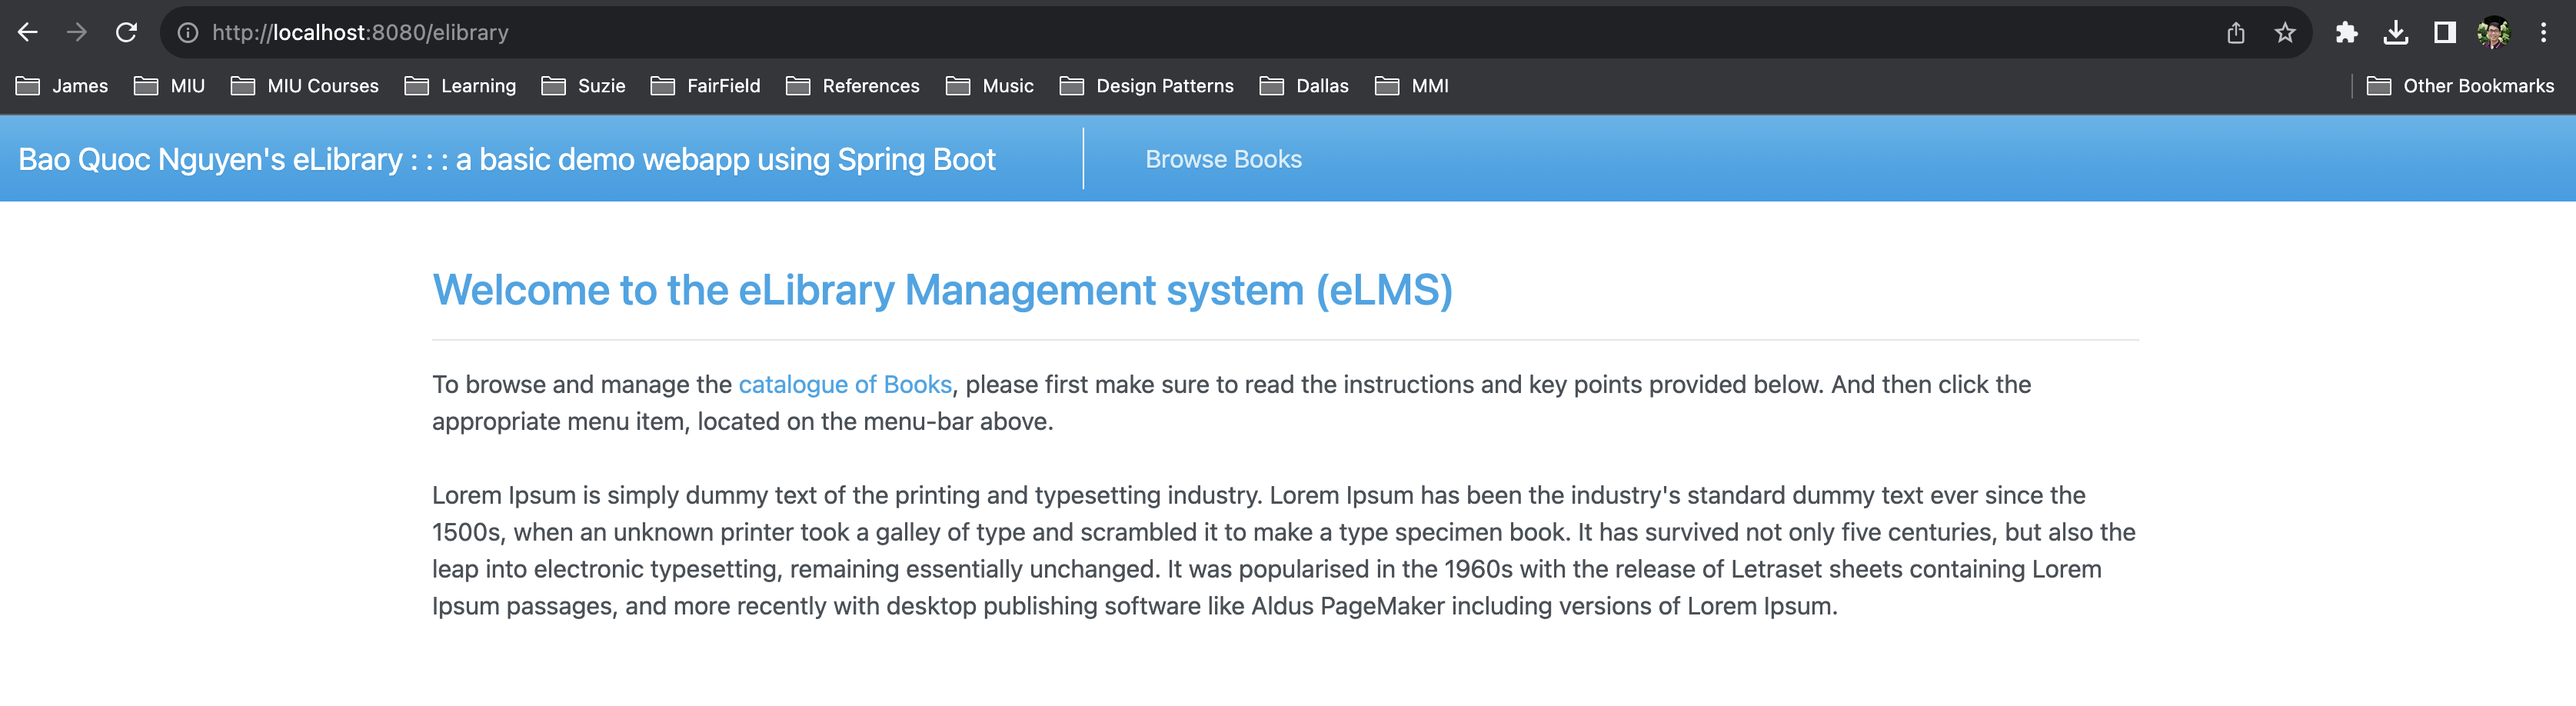 http://localhost:8080/elibrary
James MIU MIU Courses Learning Suzie FairField References Music Design Patterns Dallas MMI Other Bookmarks
Bao Quoc Nguyen's eLibrary : : : a basic demo webapp using Spring Boot Browse Books
Welcome to the eLibrary Management system (eLMS)
To browse and manage the catalogue of Books, please first make sure to read the instructions and key points provided below. And then click the
appropriate menu item, located on the menu-bar above.
Lorem Ipsum is simply dummy text of the printing and typesetting industry. Lorem Ipsum has been the industry's standard dummy text ever since the
1500s, when an unknown printer took a galley of type and scrambled it to make a type specimen book. It has survived not only five centuries, but also the
leap into electronic typesetting, remaining essentially unchanged. It was popularised in the 1960s with the release of Letraset sheets containing Lorem
Ipsum passages, and more recently with desktop publishing software like Aldus PageMaker including versions of Lorem Ipsum.